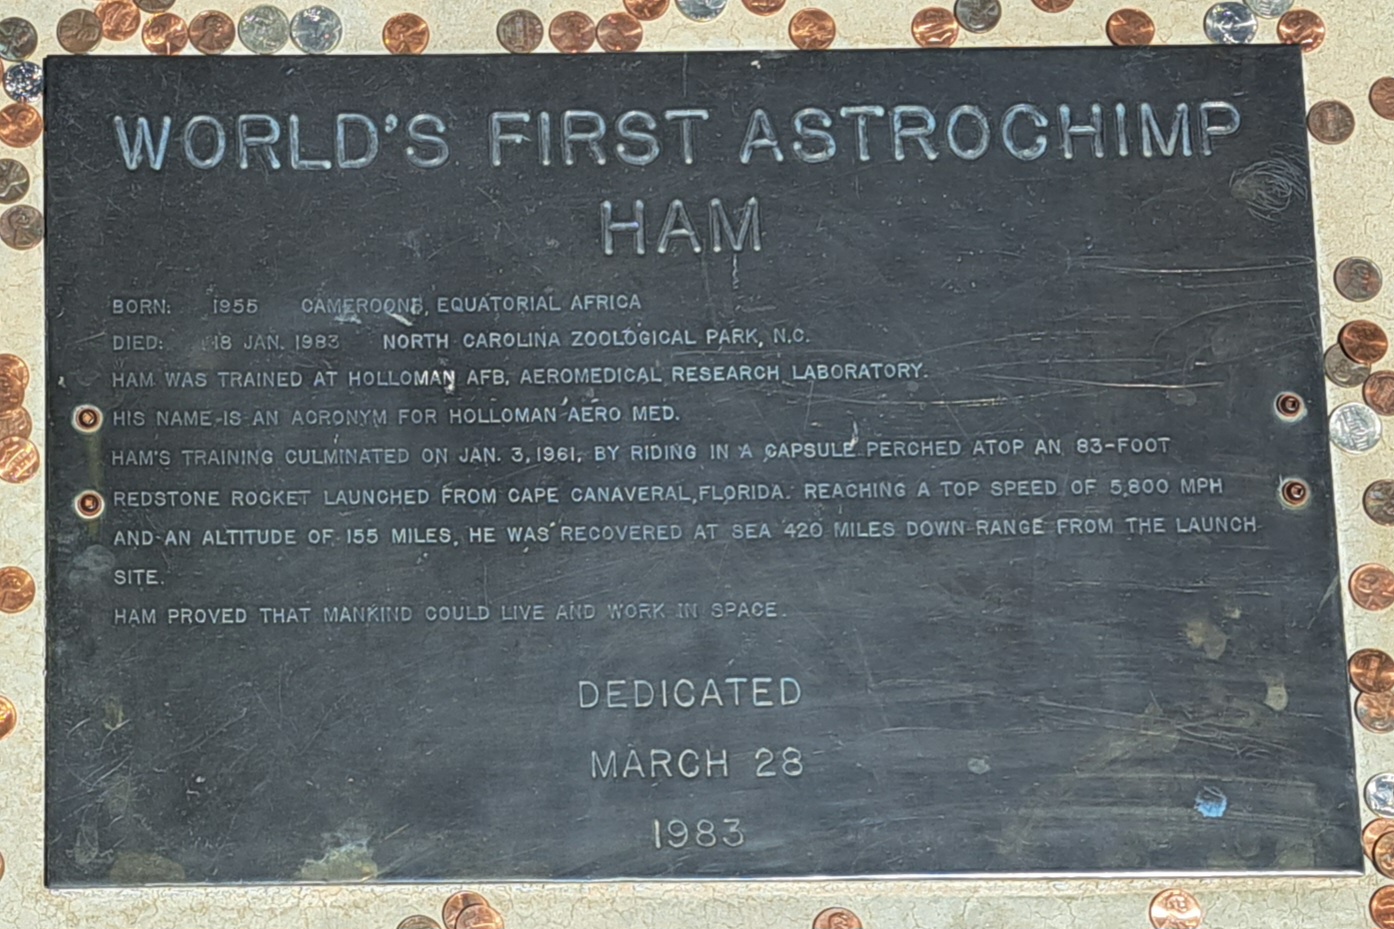 WORLD'S FIRST ASTROCHIMP
HAM
BORN: 1955 CAMEROONS, EQUATORIAL AFRICA
DIED: 18 JAN. 1983 NORTH CAROLINA ZOOLOGICAL PARK, N.C.
HAM WAS TRAINED AT HOLLOMAN AFB, AEROMEDICAL RESEARCH LABORATORY.
HIS NAME IS AN ACRONYM FOR HOLLOMAN AERO MED.
HAM'S TRAINING CULMINATED ON JAN. 3, 1961, BY RIDING IN A CAPSULE PERCHED ATOP AN 83-FOOT
REDSTONE ROCKET LAUNCHED FROM CAPE CANAVERAL, FLORIDA. REACHING A TOP SPEED OF 5,800 MPH
AND AN ALTITUDE OF 155 MILES, HE WAS RECOVERED AT SEA 420 MILES DOWN RANGE FROM THE LAUNCH
SITE.
HAM PROVED THAT MANKIND COULD LIVE AND WORK IN SPACE.
DEDICATED
MARCH 28
1983